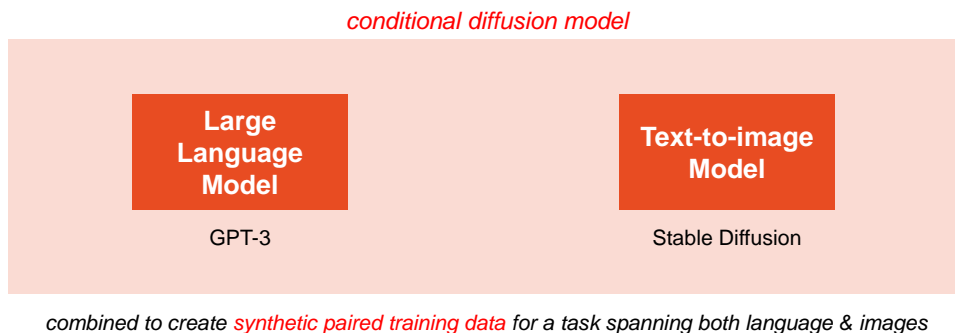 conditional diffusion model
Large
Language
Model
Text-to-image
Model
GPT-3
Stable Diffusion
combined to create synthetic paired training data for a task spanning both language & images